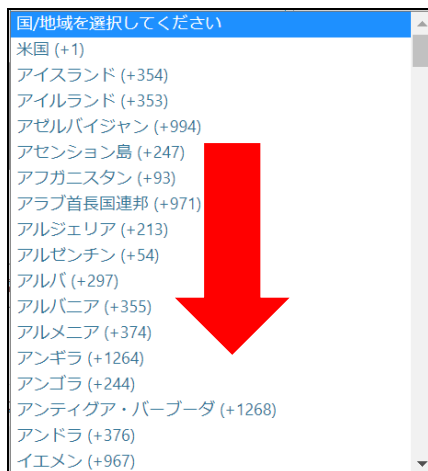 国/地域を選択してください
米国 (+1)
アイスランド (+354)
アイルランド (+353)
アゼルバイジャン (+994)
アセンション島 (+247)
アフガニスタン (+93)
アラブ首長国連邦 (+971)
アルジェリア (+213)
アルゼンチン (+54)
アルバ (+297)
アルバニア (+355)
アルメニア (+374)
アンギラ (+1264)
アンゴラ (+244)
アンティグア・バーブーダ (+1268)
アンドラ (+376)
イエメン (+967)